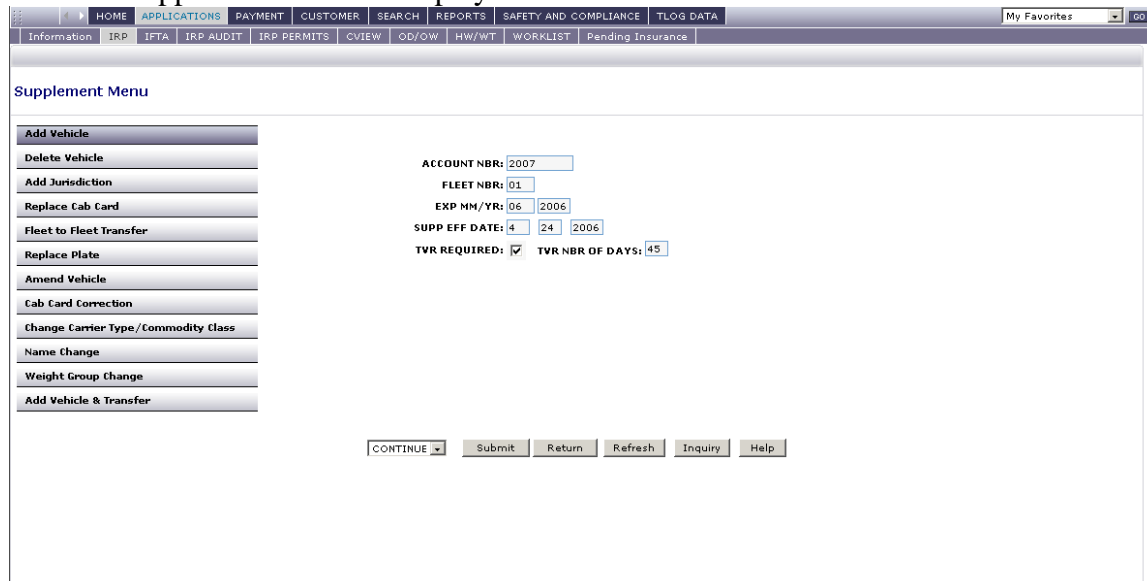 HOME APPLICATIONS PAYMENT CUSTOMER SEARCH REPORTS SAFETY AND COMPLIANCE TLOG DATA My Favorites GO
Information IRP IFTA IRP AUDIT IRP PERMITS CVIEW OD/OW HW/WT WORKLIST Pending Insurance
Supplement Menu
Add Vehicle
Delete Vehicle
Add Jurisdiction
Replace Cab Card
Fleet to Fleet Transfer
Replace Plate
Amend Vehicle
Cab Card Correction
Change Carrier Type/Commodity Class
Name Change
Weight Group Change
Add Vehicle & Transfer
ACCOUNT NBR: 2007
FLEET NBR: 01
EXP MM/YR: 06 2006
SUPP EFF DATE: 4 24 2006
TVR REQUIRED: TVR NBR OF DAYS: 45
CONTINUE Submit Return Refresh Inquiry Help